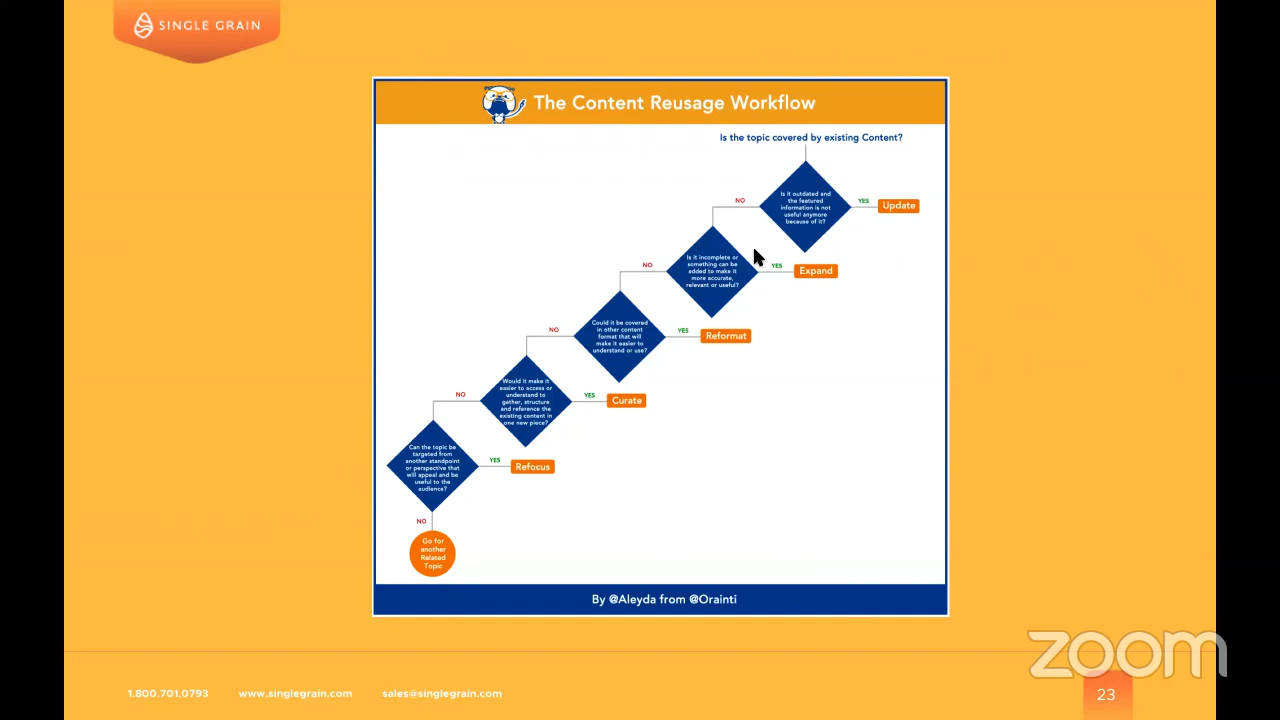 SINGLE GRAIN
The Content Reusage Workflow
Is the topic covered by existing Content?
Is it outdated and
the featured
information is not
useful anymore
because of it?
NO
YES
Update
Is it incomplete or
something can be
added to make it
more accurate,
relevant or useful?
NO
YES
Expand
Could it be covered
in other content
format that will
make it easier to
understand or use?
NO
YES
Reformat
Would it make it
easier to access or
understand to
gather, structure
and reference the
existing content in
one new piece?
NO
YES
Curate
Can the topic be
targeted from
another standpoint
or perspective that
will appeal and be
useful to the
audience?
YES
Refocus
NO
Go for
another
Related
Topic
By @Aleyda from @Orainti
zoom
1.800.701.0793
www.singlegrain.com
sales@singlegrain.com
23